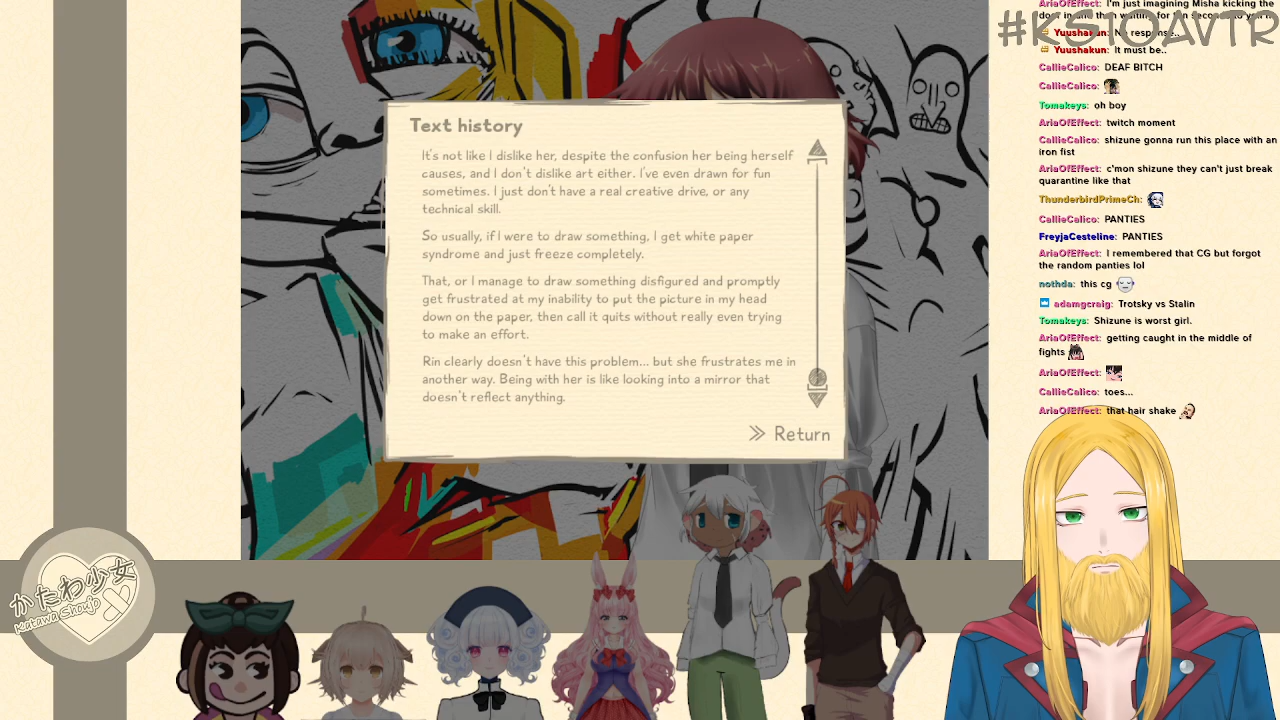 #KS10AVTR
Text history
It's not like I dislike her, despite the confusion her being herself
causes, and I don't dislike art either. I've even drawn for fun
sometimes. I just don't have a real creative drive, or any
technical skill.
So usually, if I were to draw something, I get white paper
syndrome and just freeze completely.
That, or I manage to draw something disfigured and promptly
get frustrated at my inability to put the picture in my head
down on the paper, then call it quits without really even trying
to make an effort.
Rin clearly doesn't have this problem... but she frustrates me in
another way. Being with her is like looking into a mirror that
doesn't reflect anything.
Return
AriaOfEffect: I'm just imagining Misha kicking the
Yuushakun: No response..
Yuushakun: It must be..
CallieCalico: DEAF BITCH
CallieCalico:
Tomakeys: oh boy
AriaOfEffect: twitch moment
CallieCalico: shizune gonna run this place with an
iron fist
AriaOfEffect: c'mon shizune they can't just break
quarantine like that
ThunderbirdPrimeCh:
CallieCalico: PANTIES
FreyjaCesteline: PANTIES
AriaOfEffect: I remembered that CG but forgot
the random panties lol
nothda: this cg
adamgcraig: Trotsky vs Stalin
Tomakeys: Shizune is worst girl.
AriaOfEffect: getting caught in the middle of
fights
AriaOfEffect:
CallieCalico: toes...
AriaOfEffect: that hair shake
かたわ少女
Katawa Shoujo